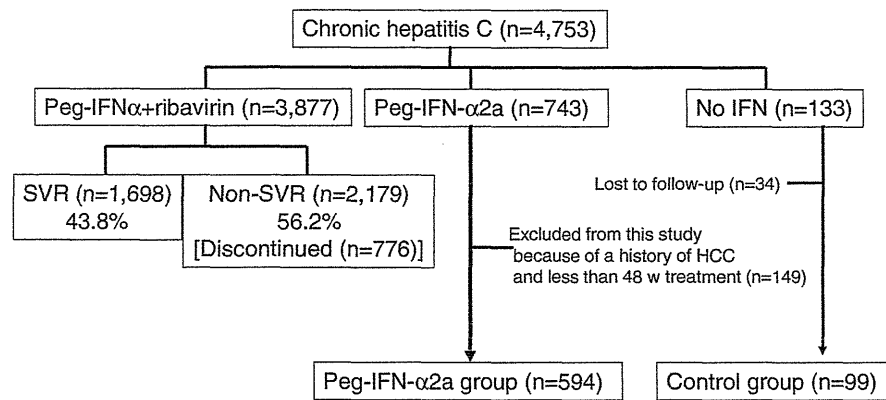 Chronic hepatitis C (n=4,753)
Peg-IFNα+ribavirin (n=3,877)
Peg-IFN-α2a (n=743)
No IFN (n=133)
SVR (n=1,698)
43.8%
Non-SVR (n=2,179)
56.2%
[Discontinued (n=776)]
Lost to follow-up (n=34)
Excluded from this study
because of a history of HCC
and less than 48 w treatment (n=149)
Peg-IFN-α2a group (n=594)
Control group (n=99)